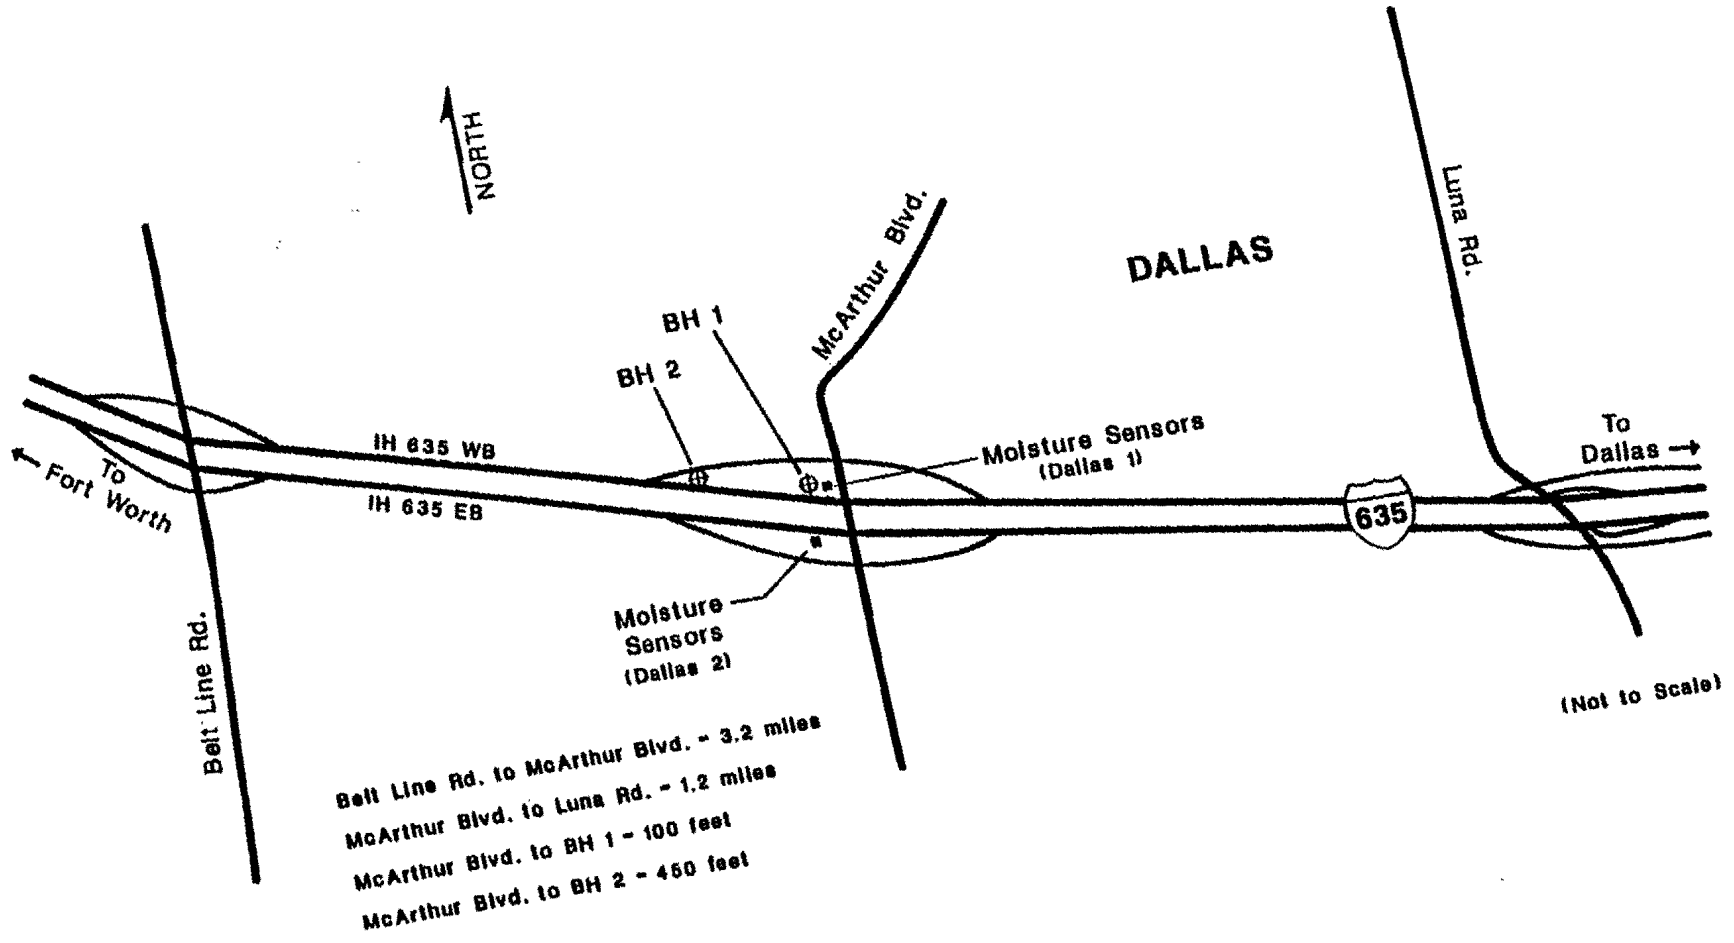 NORTH
Luna Rd.
McArthur Blvd.
DALLAS
BH 1
BH 2
IH 635 WB
IH 635 EB
Moisture Sensors
(Dallas 1)
To
Dallas
635
To
Fort Worth
Moisture
Sensors
(Dallas 2)
Belt Line Rd.
(Not to Scale)
Belt Line Rd. to McArthur Blvd. - 3.2 miles
McArthur Blvd. to Luna Rd. - 1.2 miles
McArthur Blvd. to BH 1 - 100 feet
McArthur Blvd. to BH 2 - 450 feet